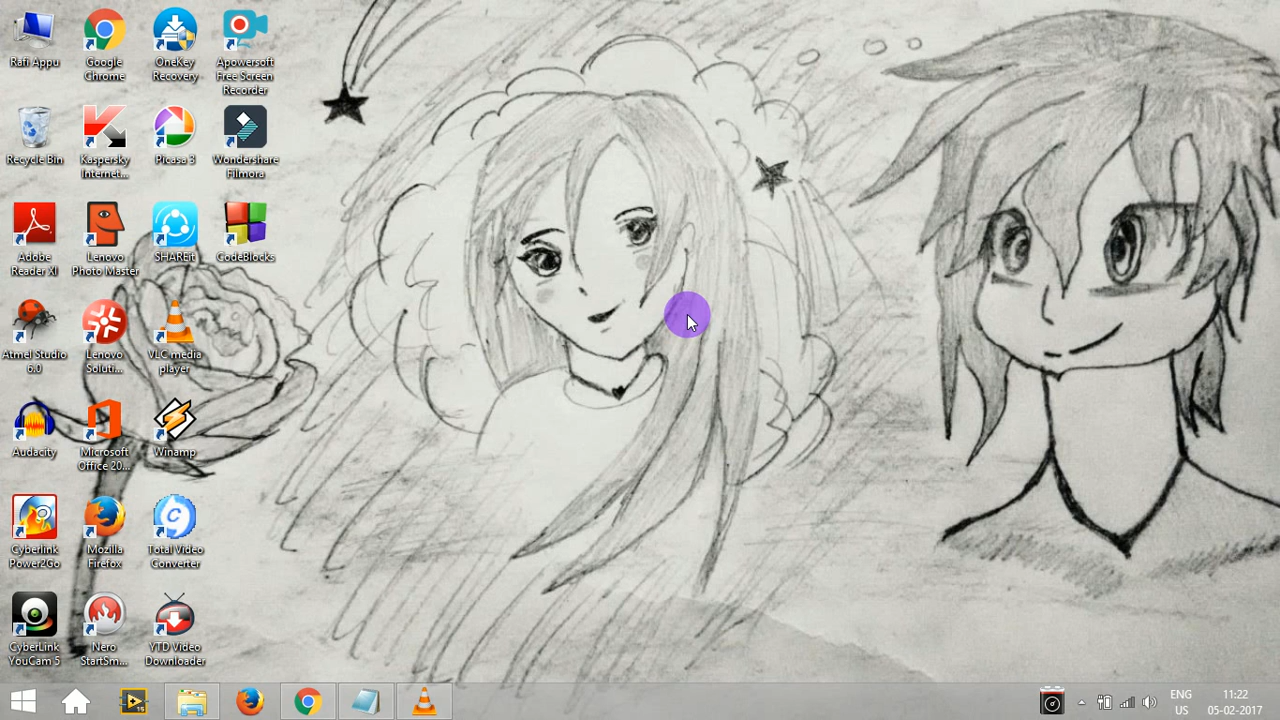 Rafi Appu
Google
Chrome
OneKey
Recovery
Apowersoft
Free Screen
Recorder
Recycle Bin
Kaspersky
Internet...
Picasa 3
Wondershare
Filmora
Adobe
Reader XI
Lenovo
Photo Master
SHAREit
CodeBlocks
Atmel Studio
6.0
Lenovo
Soluti...
VLC media
player
Audacity
Microsoft
Office 20...
Winamp
Cyberlink
Power2Go
Mozilla
Firefox
Total Video
Converter
CyberLink
YouCam 5
Nero
StartSm...
YTD Video
Downloader
15
ENG
US
11:22
05-02-2017